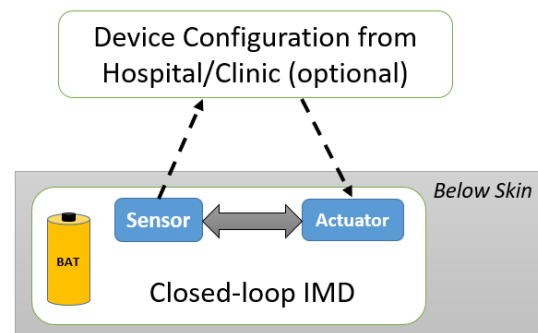 Device Configuration from
Hospital/Clinic (optional)
Below Skin
Sensor
Actuator
BAT
Closed-loop IMD